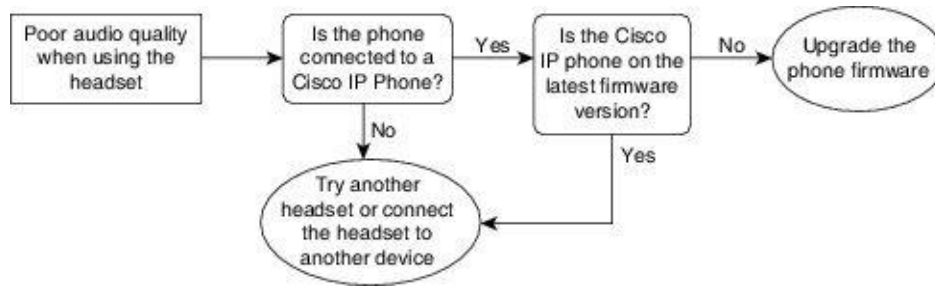 Poor audio quality
when using the
headset
Is the phone
connected to a
Cisco IP Phone?
Yes
Is the Cisco
IP phone on the
latest firmware
version?
No
Upgrade the
phone firmware
No
Yes
Try another
headset or connect
the headset to
another device